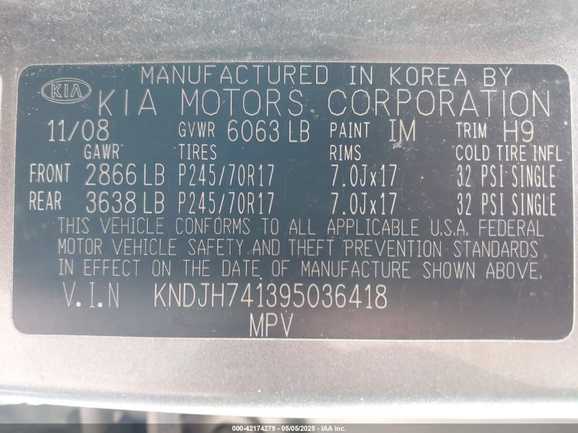 MANUFACTURED IN KOREA BY
KIA KIA MOTORS CORPORATION
11/08 GVWR 6063 LB PAINT IM TRIM H9
GAWR TIRES RIMS COLD TIRE INFL
FRONT 2866 LB P245/70R17 7.0Jx17 32 PSI SINGLE
REAR 3638 LB P245/70R17 7.0Jx17 32 PSI SINGLE
THIS VEHICLE CONFORMS TO ALL APPLICABLE U.S.A. FEDERAL
MOTOR VEHICLE SAFETY AND THEFT PREVENTION STANDARDS
IN EFFECT ON THE DATE OF MANUFACTURE SHOWN ABOVE.
V.I.N KNDJH741395036418
MPV
000-42174279 - 05/05/2025 - IAA Inc.